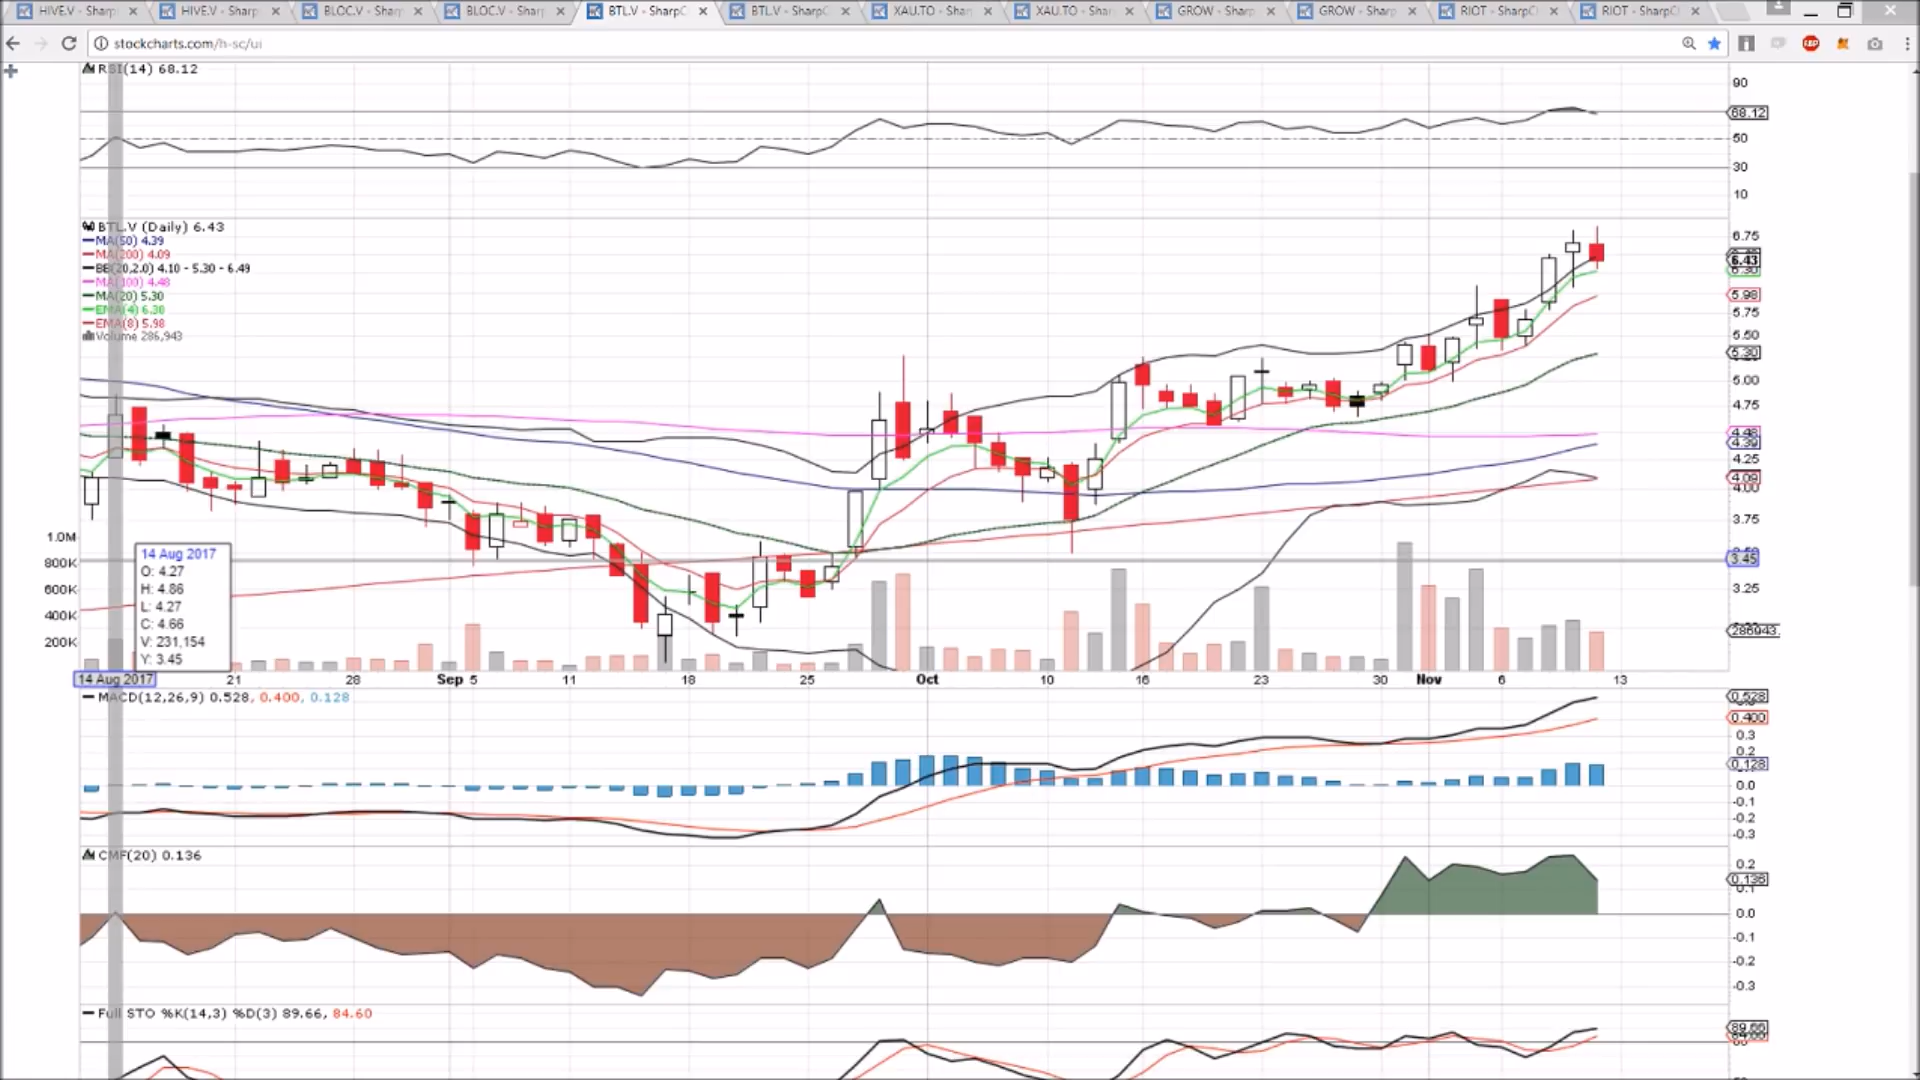 HIVE.V - Sharp
HIVE.V - Sharp
BLOC.V - Sharp
BLOC.V - Sharp
BTL.V - SharpC
BTL.V - SharpC
XAU.TO - Shar
XAU.TO - Shar
GROW - Sharp
GROW - Sharp
RIOT - SharpC
RIOT - SharpC
stockcharts.com/h-sc/ui
RSI(14) 68.12
90
68.12
50
30
10
BTL.V (Daily) 6.43
MA(50) 4.39
MA(200) 4.09
BB(20,2.0) 4.10 - 5.30 - 6.49
MA(100) 4.48
MA(20) 5.30
EMA(4) 6.30
EMA(8) 5.98
Volume 286,943
6.75
6.43
6.30
5.98
5.75
5.50
5.30
5.00
4.75
4.48
4.39
4.25
4.09
4.00
3.75
3.45
3.25
286943
1.0M
800K
600K
400K
200K
14 Aug 2017
O: 4.27
H: 4.86
L: 4.27
C: 4.66
V: 231,154
Y: 3.45
14 Aug 2017
21
28
Sep
5
11
18
25
Oct
10
16
23
30
Nov
6
13
MACD(12,26,9) 0.528, 0.400, 0.128
0.528
0.400
0.3
0.2
0.128
0.0
-0.1
-0.2
-0.3
CMF(20) 0.136
0.2
0.136
0.1
0.0
-0.1
-0.2
-0.3
Full STO %K(14,3) %D(3) 89.66, 84.60
89.66